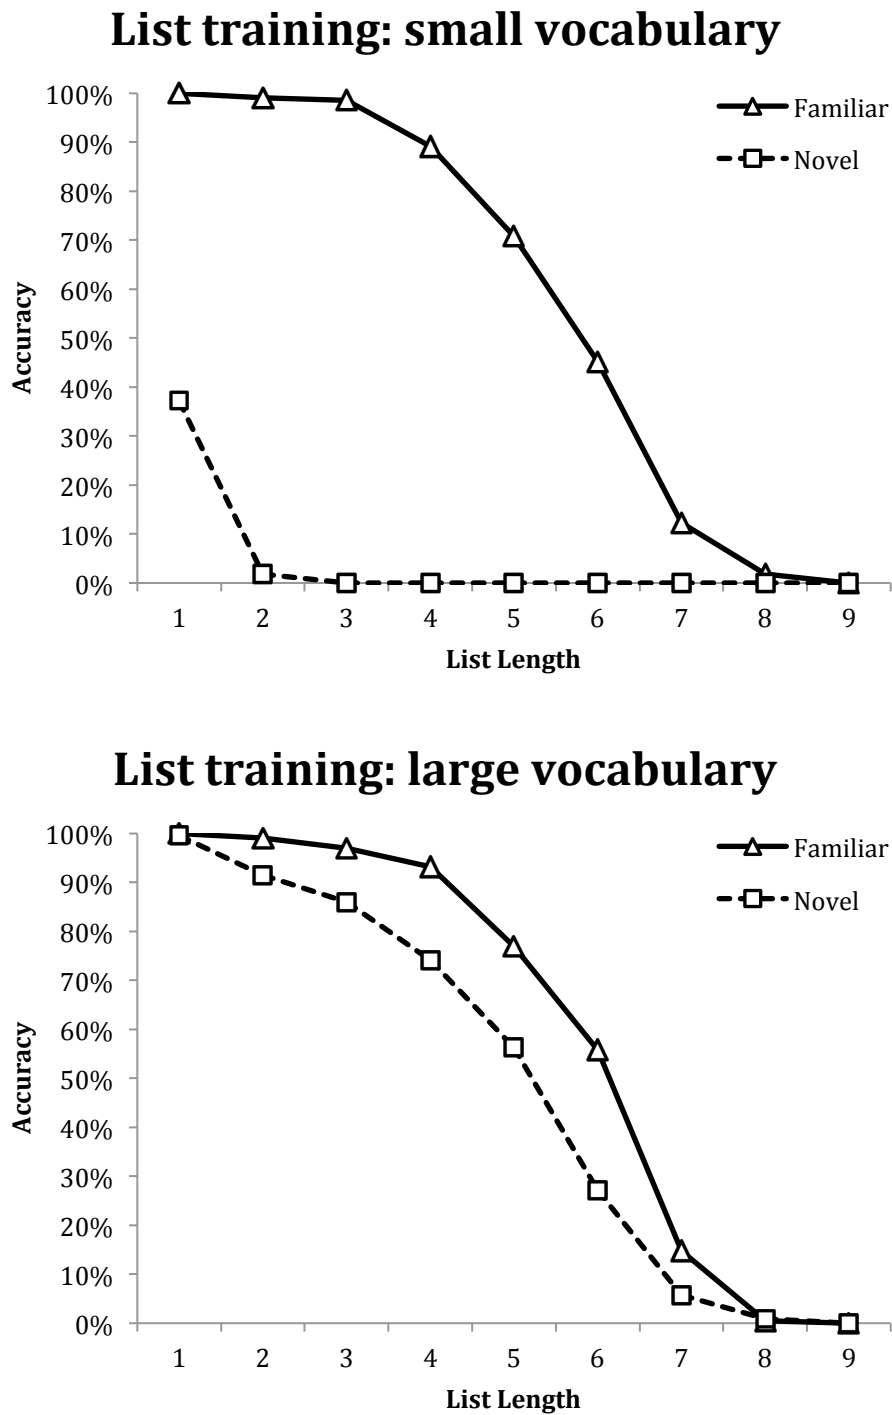 List training: small vocabulary
100%
90%
80%
70%
60%
50%
40%
30%
20%
10%
0%
Accuracy
Familiar
Novel
1 2 3 4 5 6 7 8 9
List Length
List training: large vocabulary
100%
90%
80%
70%
60%
50%
40%
30%
20%
10%
0%
Accuracy
Familiar
Novel
1 2 3 4 5 6 7 8 9
List Length